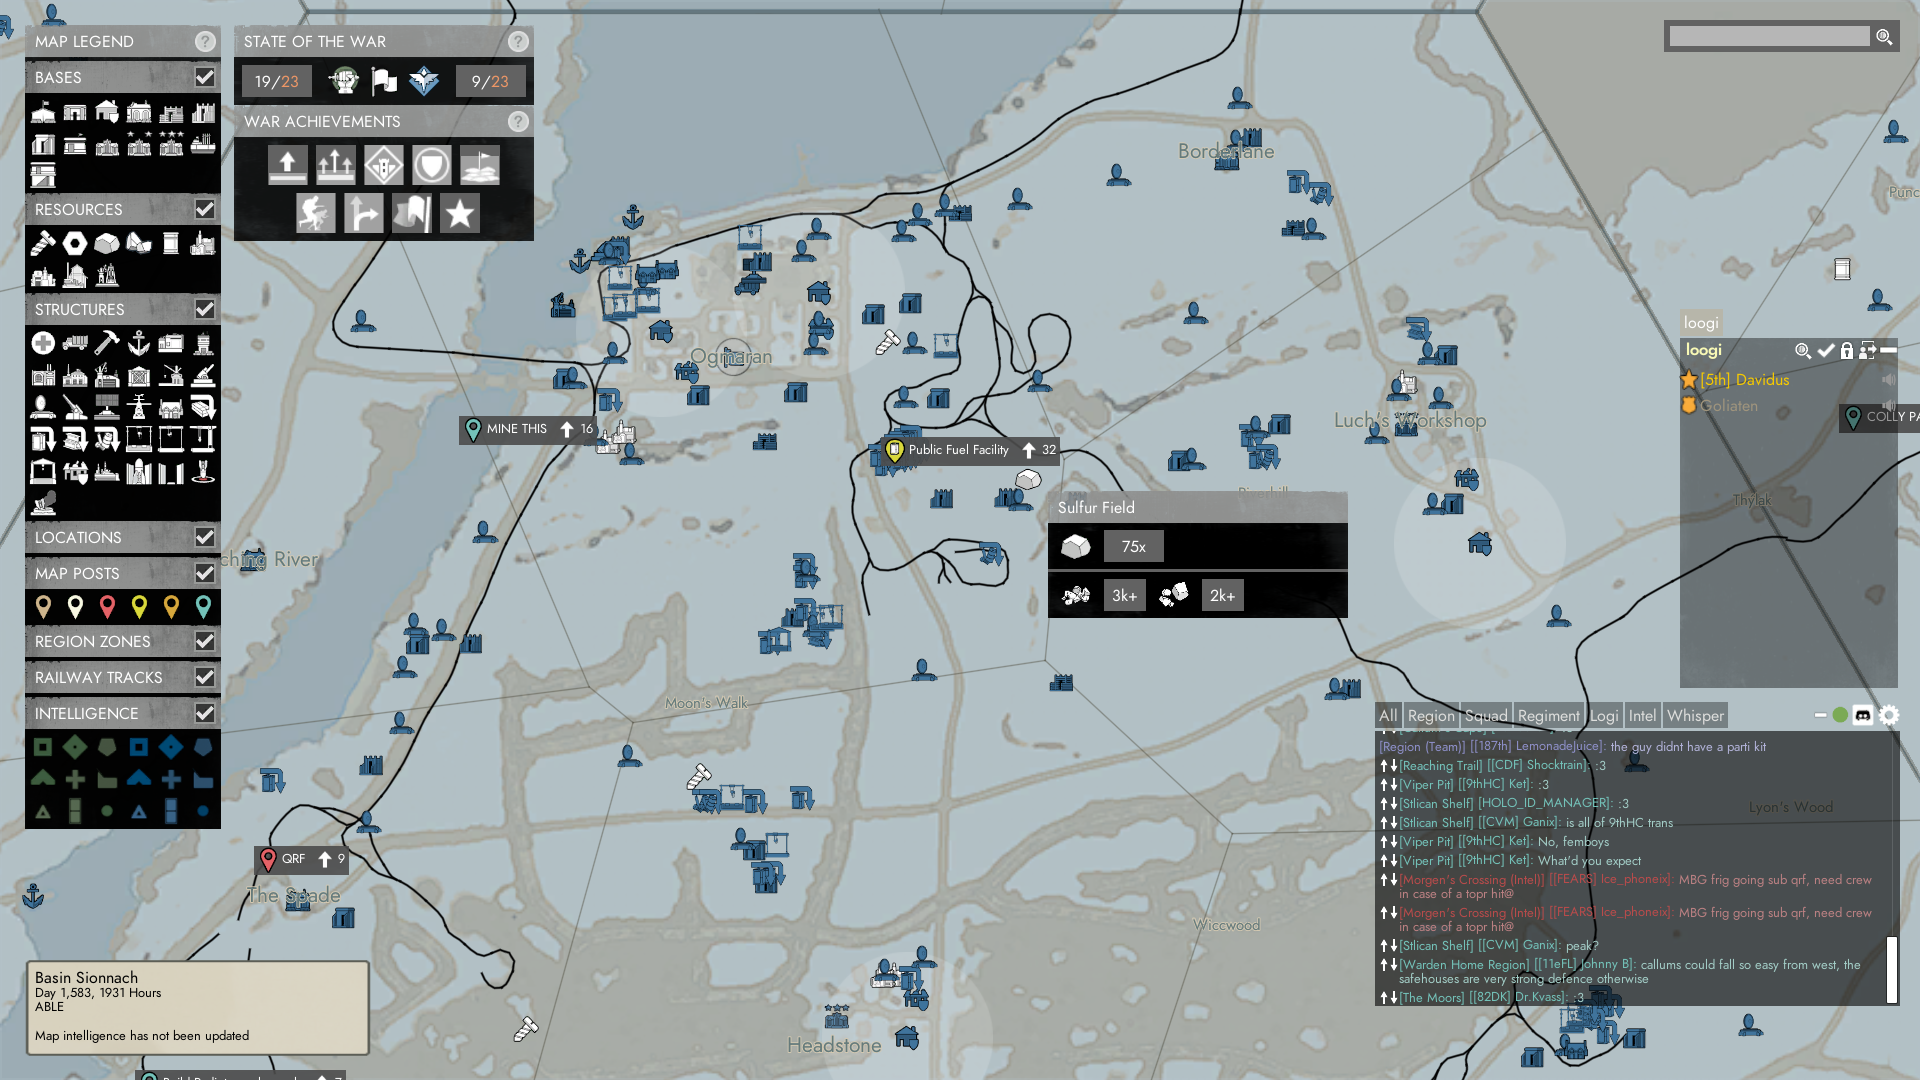 MAP LEGEND
?
BASES
RESOURCES
STRUCTURES
LOCATIONS
MAP POSTS
REGION ZONES
RAILWAY TRACKS
INTELLIGENCE
STATE OF THE WAR
?
19/23
9/23
WAR ACHIEVEMENTS
?
Borderlane
Ogmaran
MINE THIS 16
Public Fuel Facility 32
Luch's Workshop
Sulfur Field
75x
3k+
2k+
ching River
Moon's Walk
QRF 9
The Spade
Wiccwood
Headstone
Thylak
Lyon's Wood
Punc
COLLY PA
loogi
loogi
[5th] Davidus
Goliaten
Basin Sionnach
Day 1,583, 1931 Hours
ABLE
Map intelligence has not been updated
All Region Squad Regiment Logi Intel Whisper
[Region (Team)] [[187th] LemonadeJuice]: the guy didnt have a parti kit
[Reaching Trail] [[CDF] Shocktrain]: :3
[Viper Pit] [[9thHC] Ket]: :3
[Stlican Shelf] [HOLO_ID_MANAGER]: :3
[Stlican Shelf] [[CVM] Ganix]: is all of 9thHC trans
[Viper Pit] [[9thHC] Ket]: No, femboys
[Viper Pit] [[9thHC] Ket]: What'd you expect
[Morgen's Crossing (Intel)] [[FEARS] Ice_phoneix]: MBG frig going sub qrf, need crew
in case of a topr hit@
[Morgen's Crossing (Intel)] [[FEARS] Ice_phoneix]: MBG frig going sub qrf, need crew
in case of a topr hit@
[Stlican Shelf] [[CVM] Ganix]: peak?
[Warden Home Region] [[11eFL] Johnny B]: callums could fall so easy from west, the
safehouses are very strong defence otherwise
[The Moors] [[82DK] Dr.Kvass]: :3